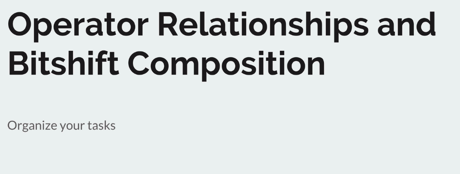 Operator Relationships and
Bitshift Composition
Organize your tasks